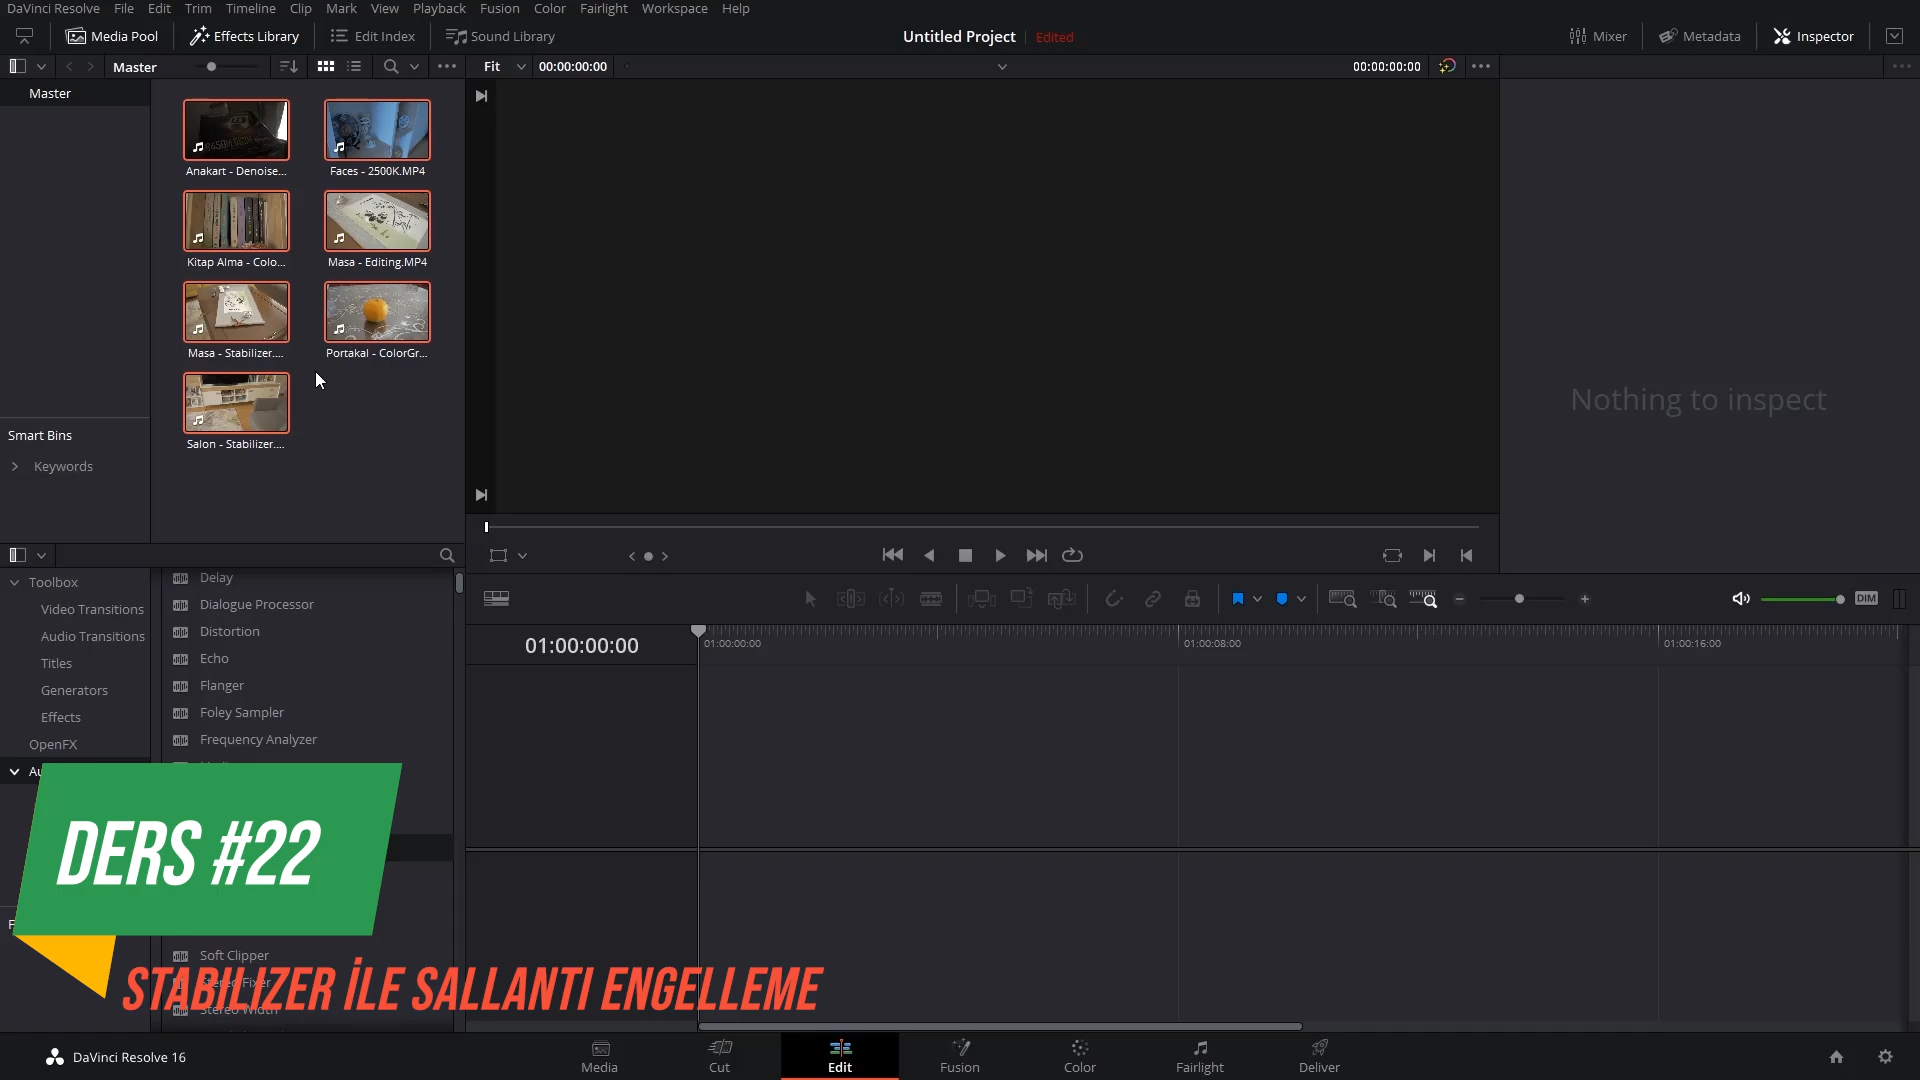 DaVinci Resolve File Edit Trim Timeline Clip Mark View Playback Fusion Color Fairlight Workspace Help
Media Pool Effects Library Edit Index Sound Library Untitled Project Edited Mixer Metadata Inspector
Master Fit 00:00:00:00 00:00:00:00
Master
Anakart - Denoise... Faces - 2500K.MP4
Kitap Alma - Colo... Masa - Editing.MP4
Masa - Stabilizer.... Portakal - ColorGr...
Salon - Stabilizer....
Nothing to inspect
Smart Bins
Keywords
Toolbox
Video Transitions
Audio Transitions
Titles
Generators
Effects
OpenFX
Delay
Dialogue Processor
Distortion
Echo
Flanger
Foley Sampler
Frequency Analyzer
Soft Clipper
Stereo Fixer
Stereo Width
DIM
01:00:00:00 01:00:00:00 01:00:08:00 01:00:16:00
DERS #22
STABILIZER İLE SALLANTI ENGELLEME
DaVinci Resolve 16 Media Cut Edit Fusion Color Fairlight Deliver